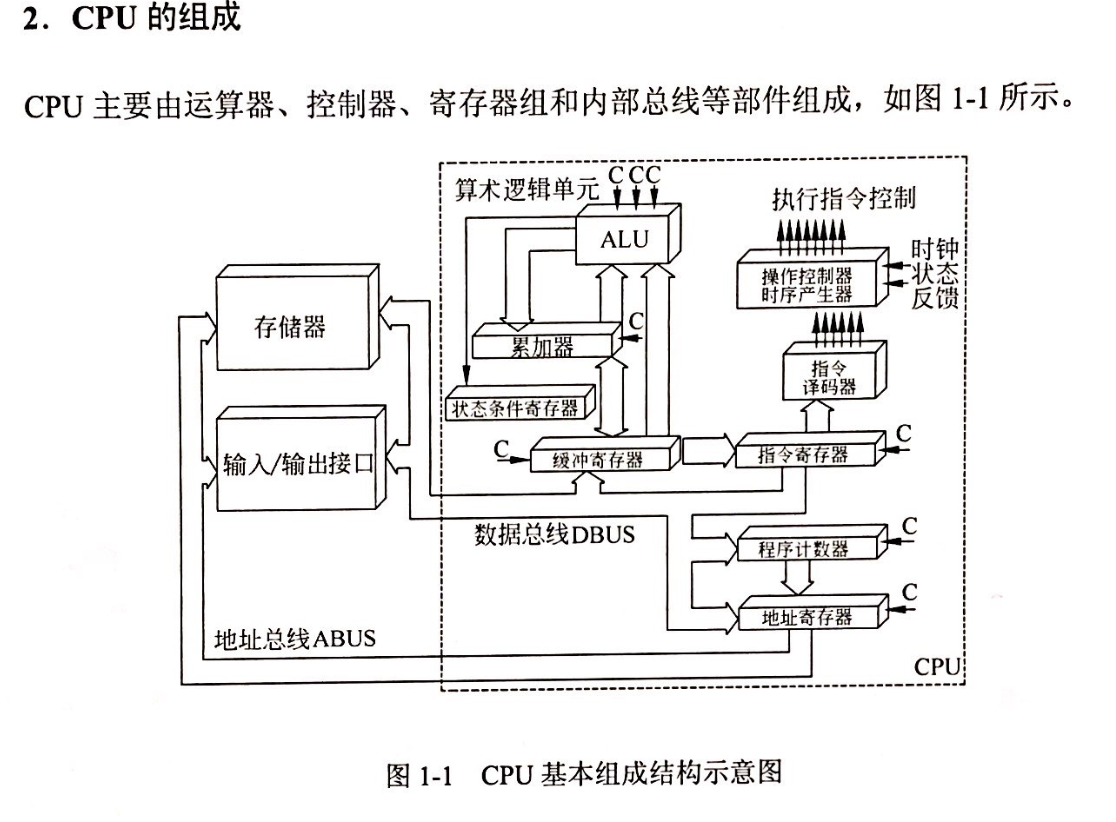 2. CPU 的组成
CPU 主要由运算器、控制器、寄存器组和内部总线等部件组成，如图 1-1 所示。
算术逻辑单元
C C C
ALU
执行指令控制
操作控制器
时序产生器
时钟
状态
反馈
存储器
累加器
C
指令
译码器
状态条件寄存器
输入/输出接口
C
缓冲寄存器
指令寄存器
C
数据总线DBUS
程序计数器
C
地址寄存器
C
地址总线ABUS
CPU
图 1-1 CPU 基本组成结构示意图